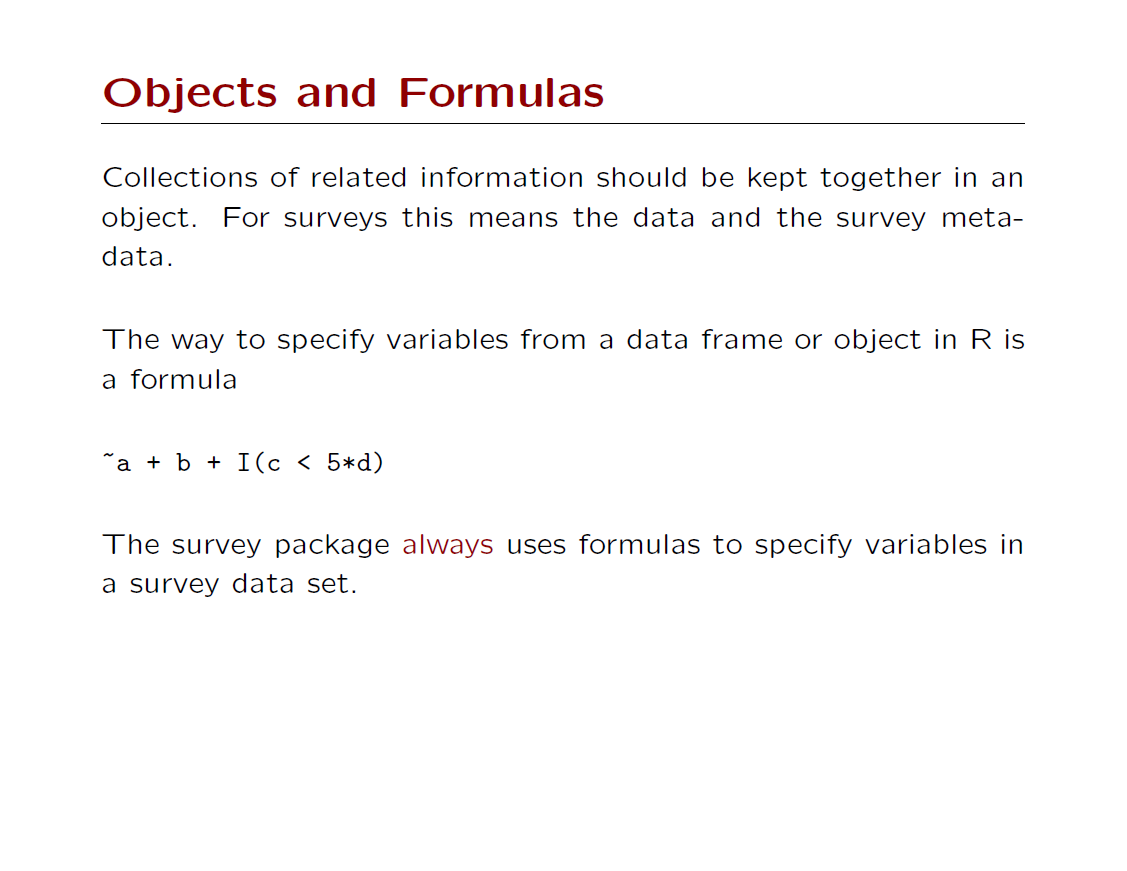 Objects and Formulas
Collections of related information should be kept together in an
object. For surveys this means the data and the survey meta-
data.
The way to specify variables from a data frame or object in R is
a formula
~a + b + I(c < 5*d)
The survey package always uses formulas to specify variables in
a survey data set.